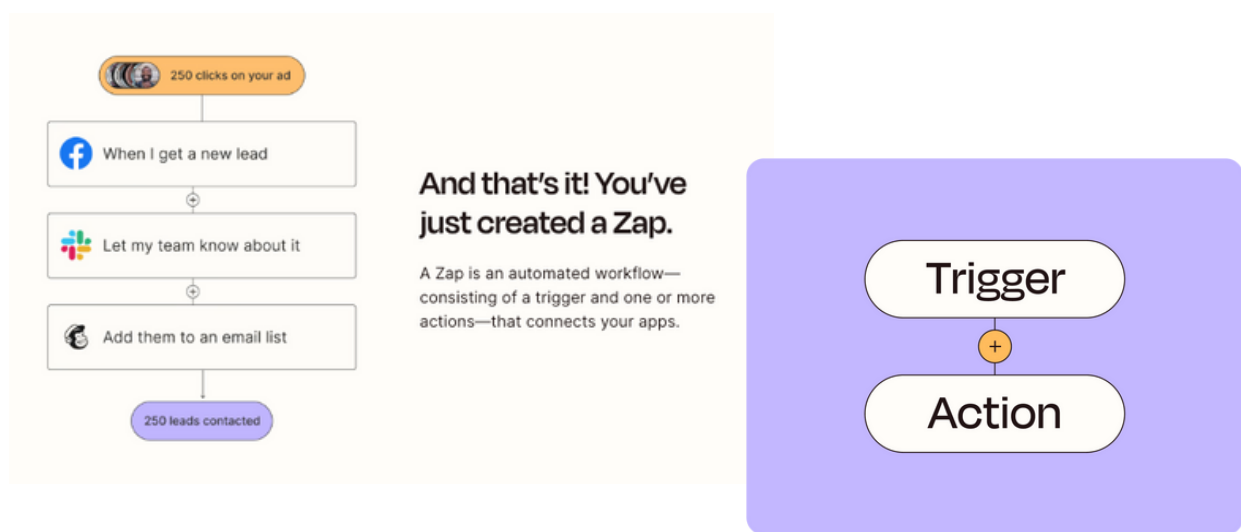 250 clicks on your ad
When I get a new lead
Let my team know about it
Add them to an email list
250 leads contacted
And that’s it! You’ve
just created a Zap.
A Zap is an automated workflow—
consisting of a trigger and one or more
actions—that connects your apps.
Trigger
+
Action